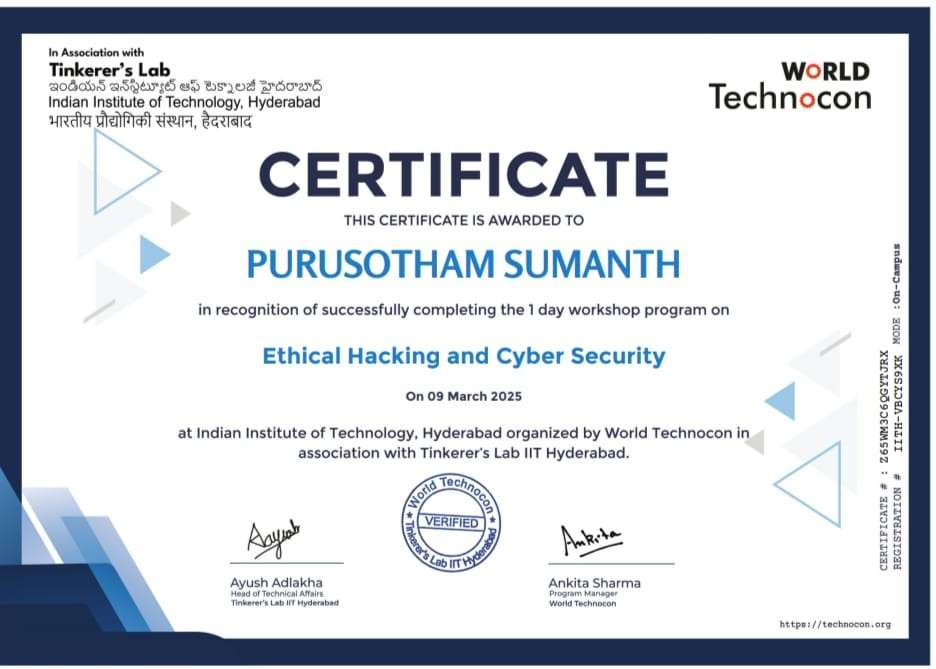 In Association with
Tinkerer's Lab
ఇండియన్ ఇన్‌స్టిట్యూట్ ఆఫ్ టెక్నాలజీ హైదరాబాద్
Indian Institute of Technology, Hyderabad
भारतीय प्रौद्योगिकी संस्थान, हैदराबाद
WORLD
Technocon
CERTIFICATE
THIS CERTIFICATE IS AWARDED TO
PURUSOTHAM SUMANTH
in recognition of successfully completing the 1 day workshop program on
Ethical Hacking and Cyber Security
On 09 March 2025
at Indian Institute of Technology, Hyderabad organized by World Technocon in
association with Tinkerer's Lab IIT Hyderabad.
World Technocon
VERIFIED
Tinkerer's Lab IIT Hyderabad
Ayush
Ayush Adlakha
Head of Technical Affairs
Tinkerer's Lab IIT Hyderabad
Ankita
Ankita Sharma
Program Manager
World Technocon
CERTIFICATE # : Z65WM3C6QGYTJRX
REGISTRATION # IITH-VBCYS9XK MODE :On-Campus
https://technocon.org